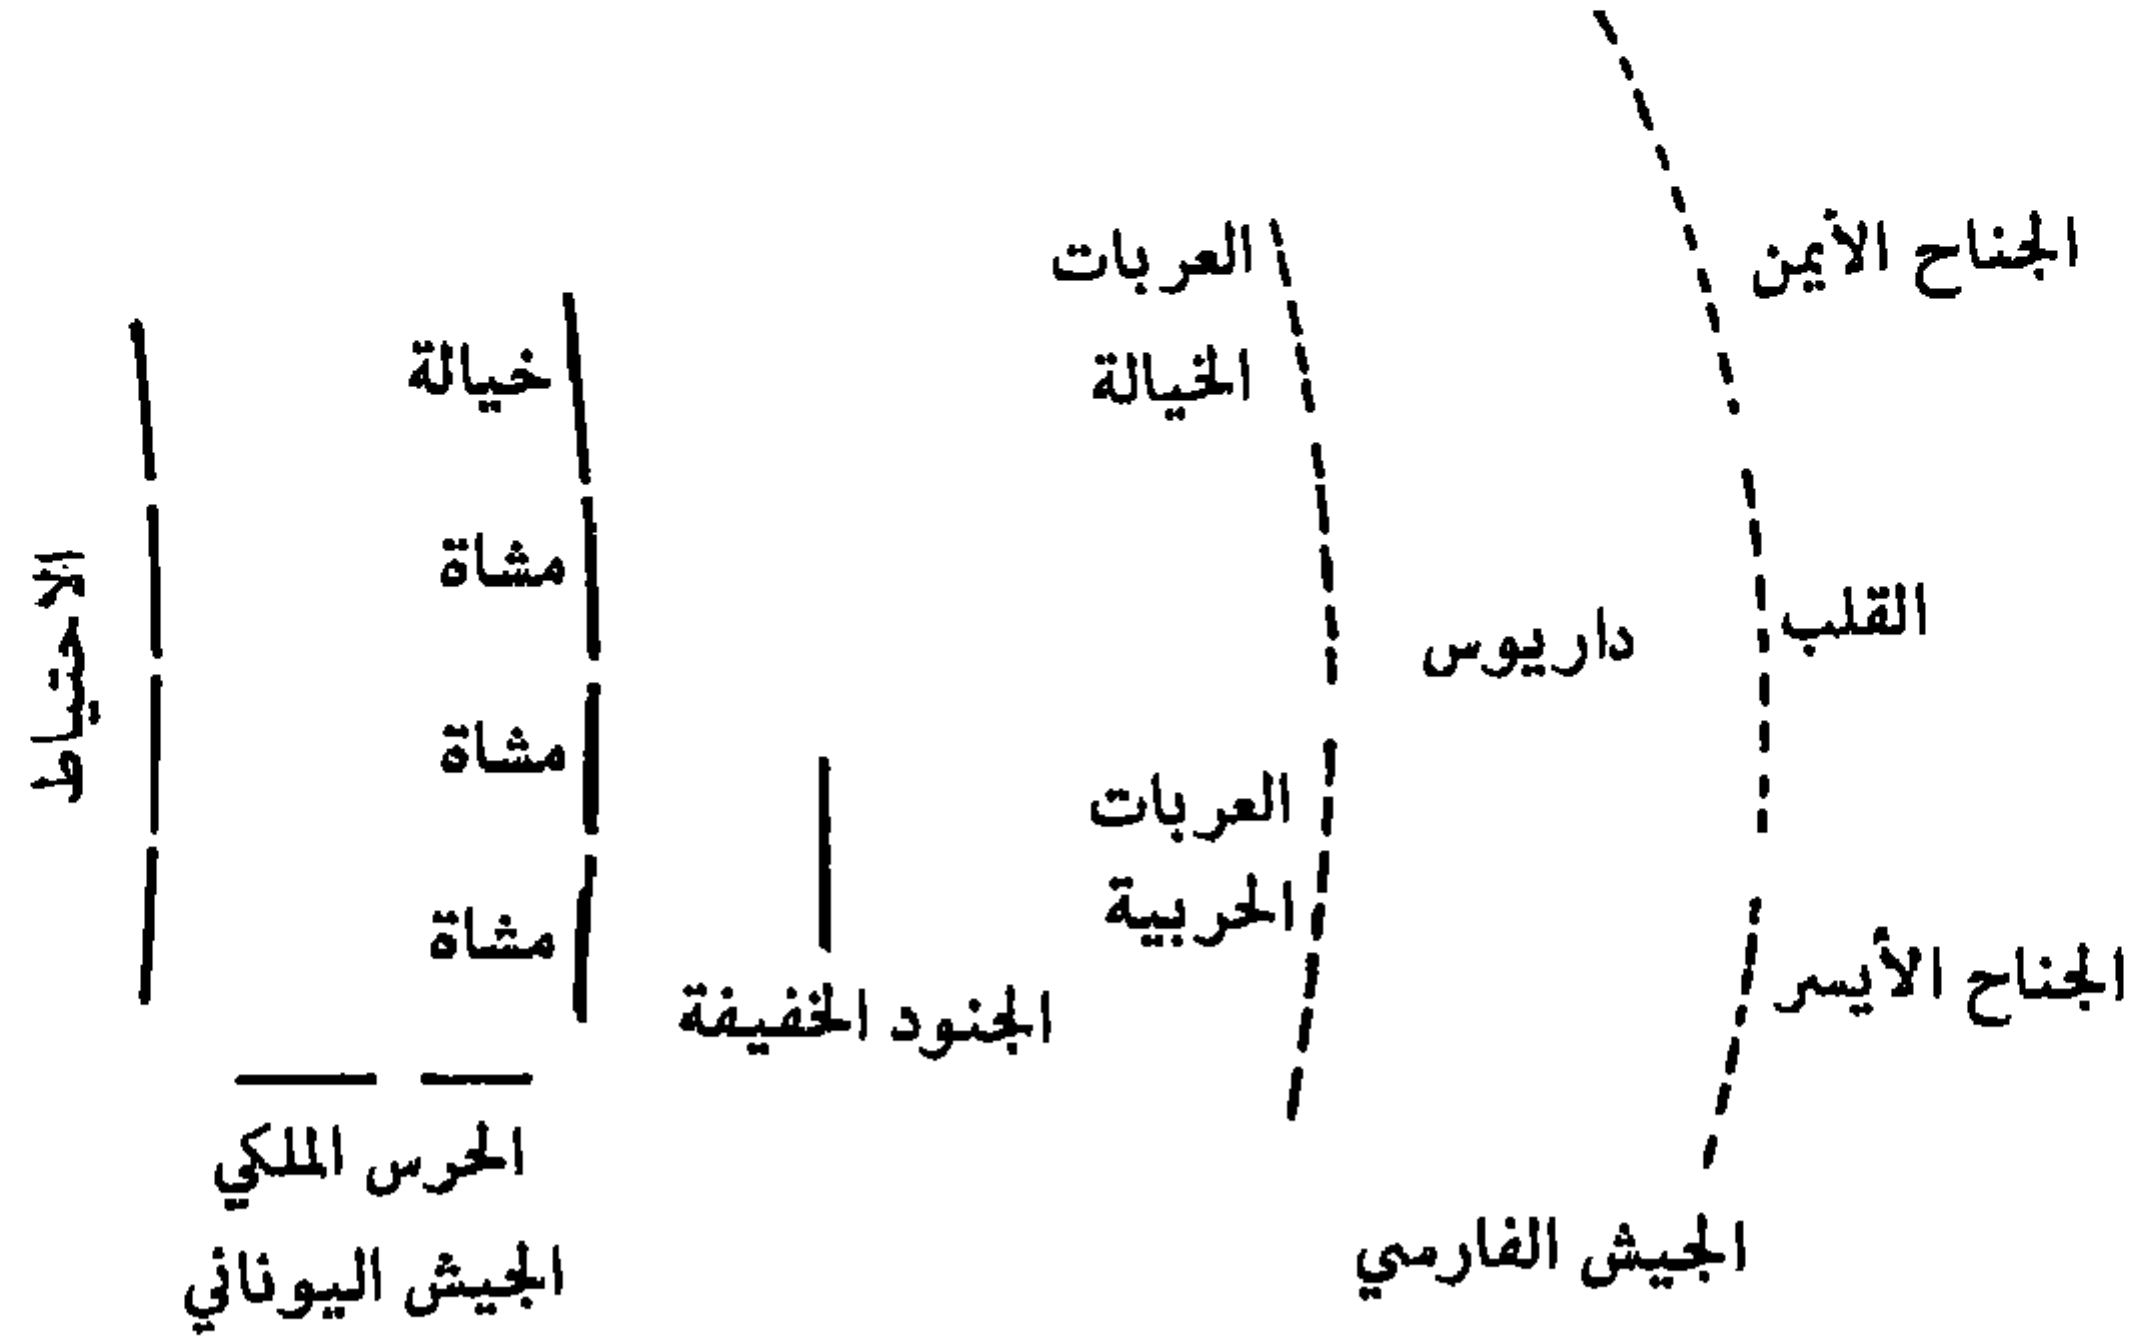 الجناح الأيمن
القلب
الجناح الأيسر
داريوس
الجيش الفارسي
العربات
الخيالة
العربات
الحربية
الجنود الخفيفة
خيالة
مشاة
مشاة
مشاة
الاحتياط
الحرس الملكي
الجيش اليوناني